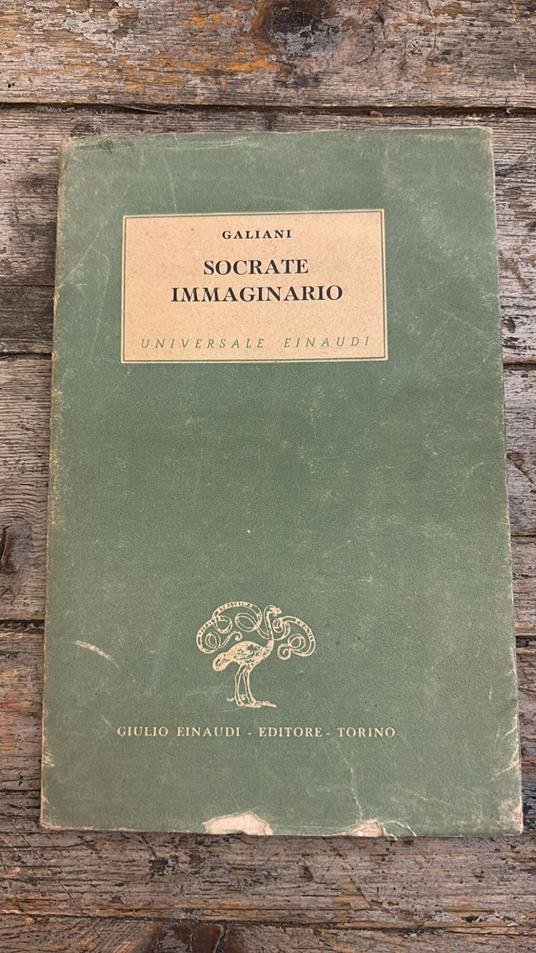 GALIANI
SOCRATE
IMMAGINARIO
UNIVERSALE EINAUDI
GIULIO EINAUDI - EDITORE - TORINO